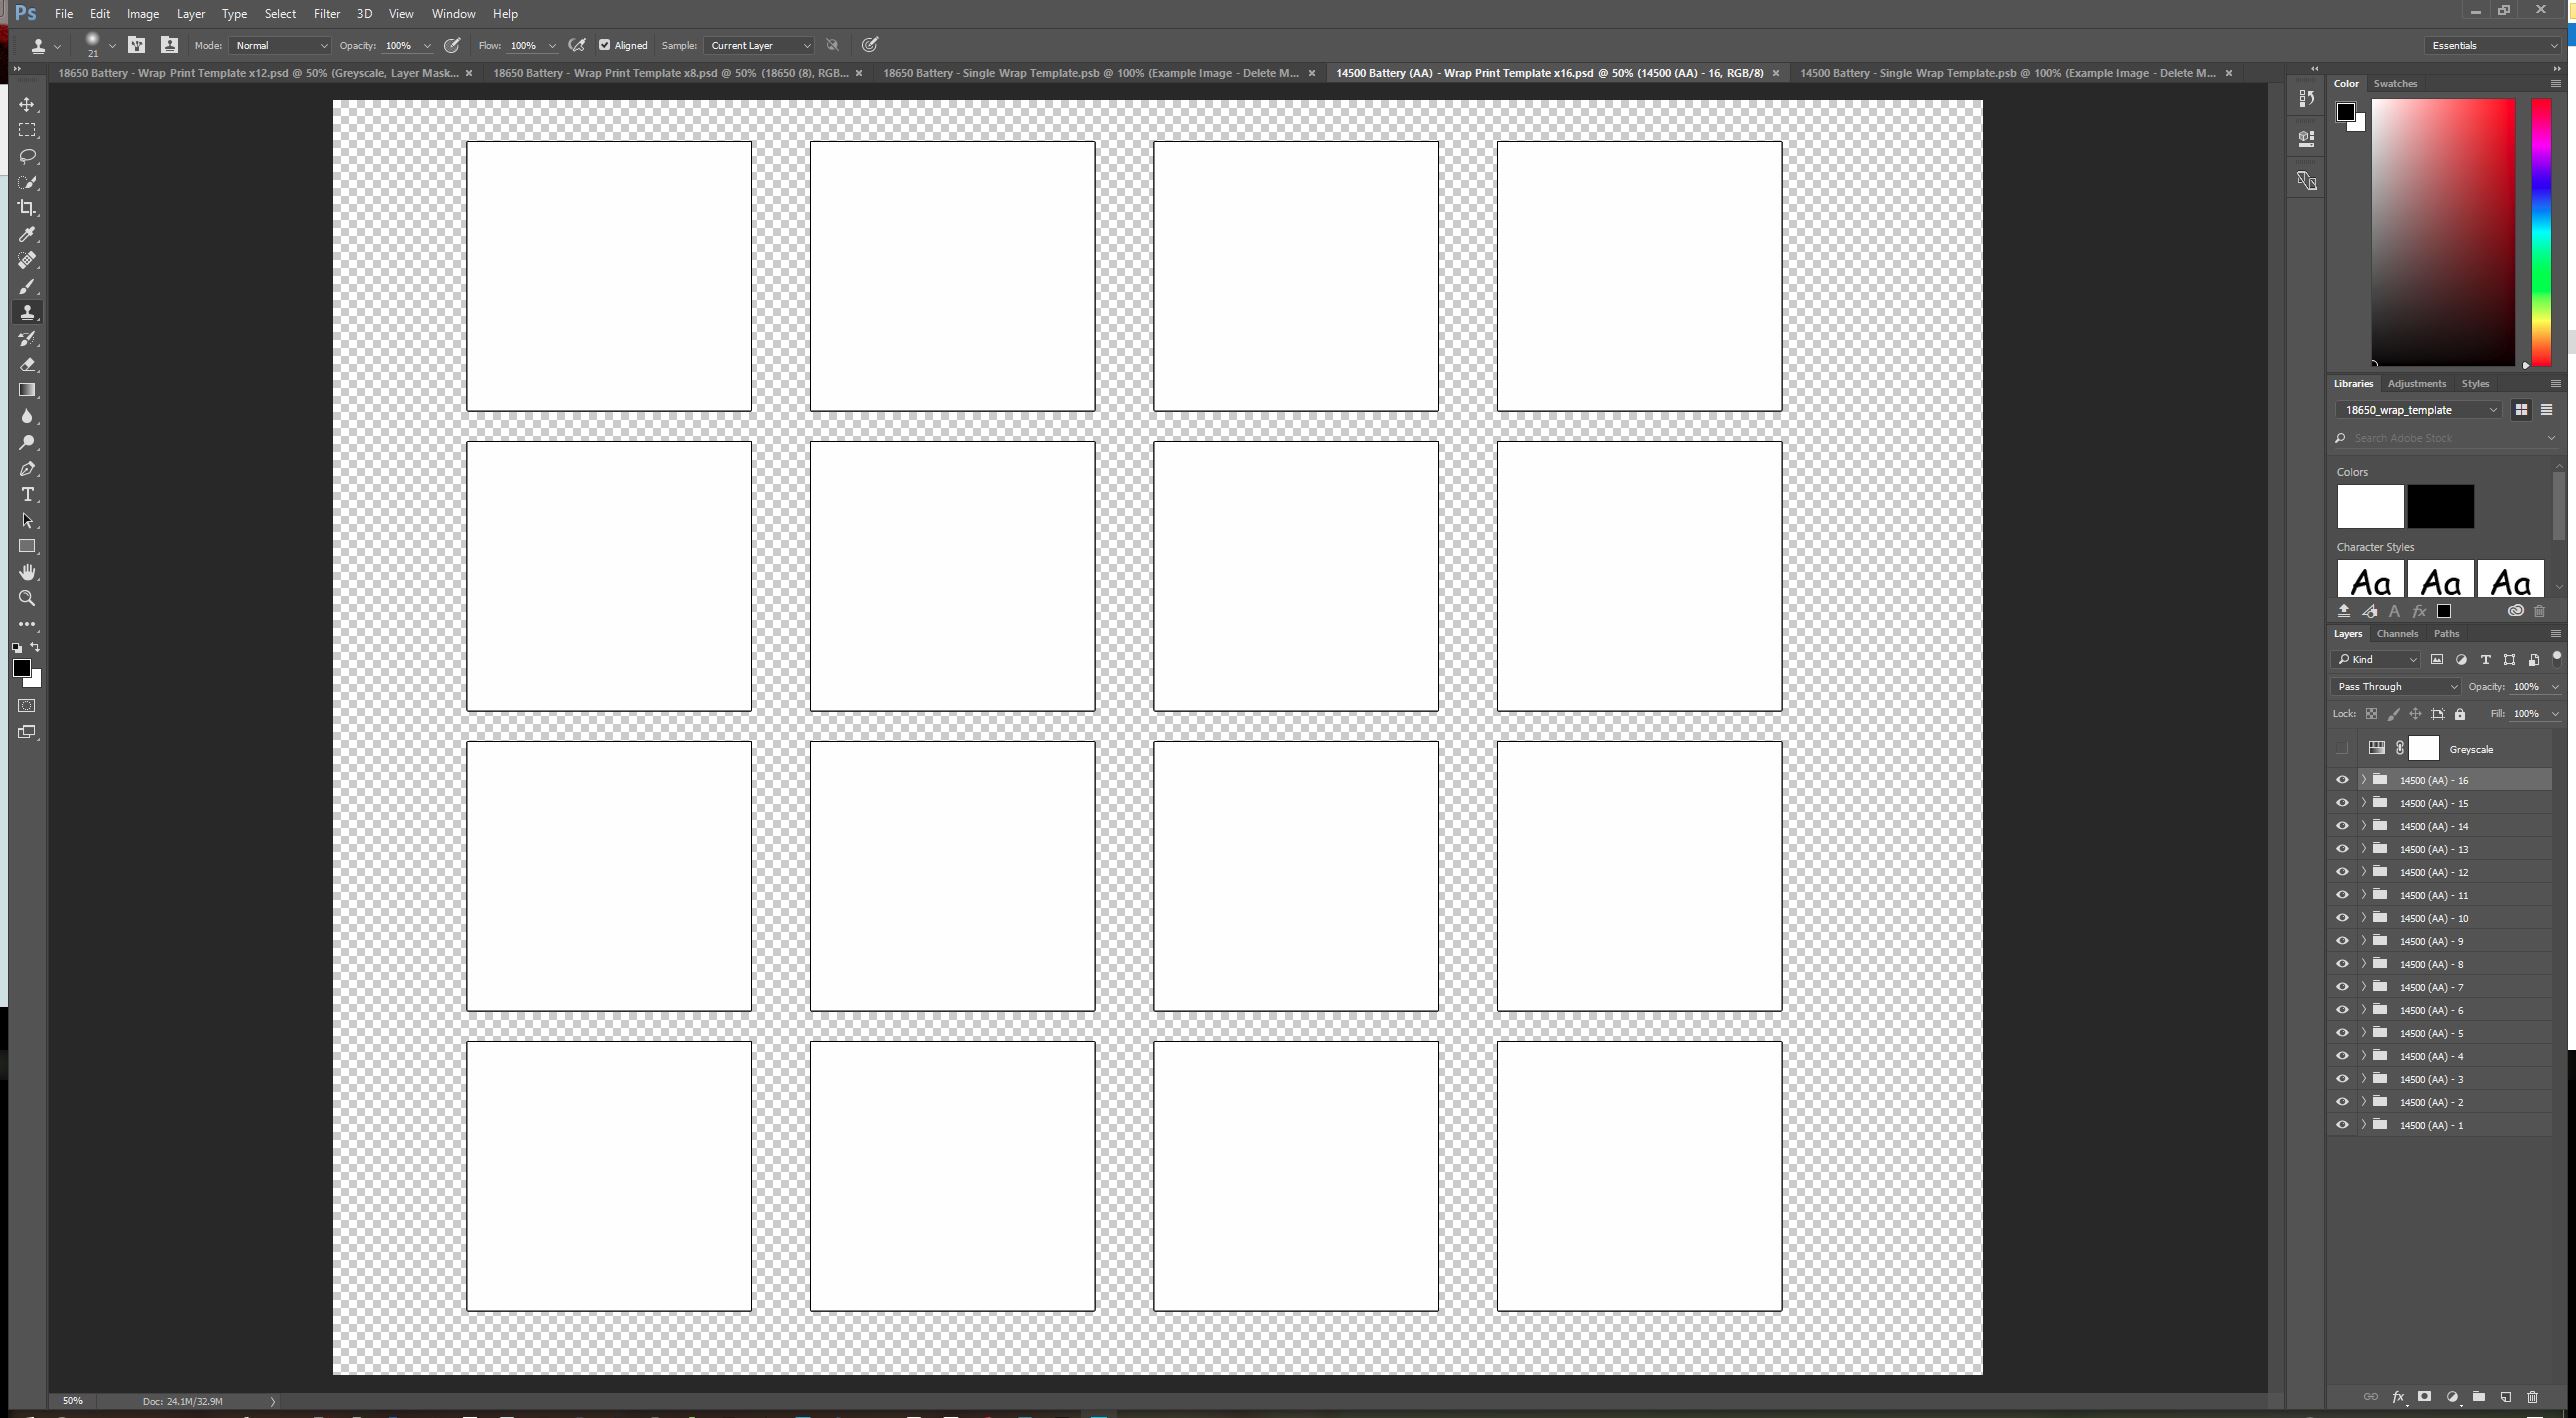 Ps File Edit Image Layer Type Select Filter 3D View Window Help
21 Mode: Normal Opacity: 100% Flow: 100% Aligned Sample: Current Layer Essentials
18650 Battery - Wrap Print Template x12.psd @ 50% (Greyscale, Layer Mask... × 18650 Battery - Wrap Print Template x8.psd @ 50% (18650 (8), RGB... × 18650 Battery - Single Wrap Template.psb @ 100% (Example Image - Delete M... × 14500 Battery (AA) - Wrap Print Template x16.psd @ 50% (14500 (AA) - 16, RGB/8) × 14500 Battery - Single Wrap Template.psb @ 100% (Example Image - Delete M... ×
Color Swatches
Libraries Adjustments Styles
18650_wrap_template
Search Adobe Stock
Colors
Character Styles
Aa Aa Aa
A fx
Layers Channels Paths
Kind
Pass Through Opacity: 100%
Lock: Fill: 100%
Greyscale
14500 (AA) - 16
14500 (AA) - 15
14500 (AA) - 14
14500 (AA) - 13
14500 (AA) - 12
14500 (AA) - 11
14500 (AA) - 10
14500 (AA) - 9
14500 (AA) - 8
14500 (AA) - 7
14500 (AA) - 6
14500 (AA) - 5
14500 (AA) - 4
14500 (AA) - 3
14500 (AA) - 2
14500 (AA) - 1
50% Doc: 24.1M/32.9M fx